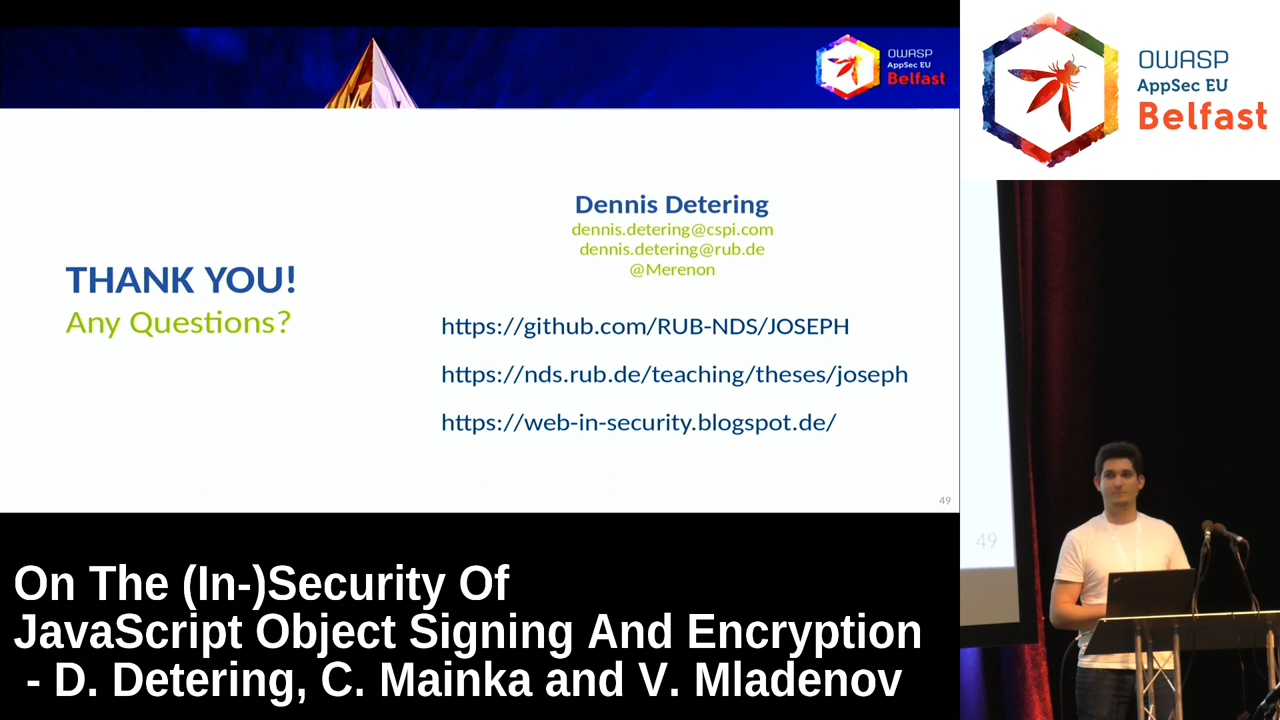 OWASP
AppSec EU
Belfast
Dennis Detering
dennis.detering@cspi.com
dennis.detering@rub.de
@Merenon
THANK YOU!
Any Questions?
https://github.com/RUB-NDS/JOSEPH
https://nds.rub.de/teaching/theses/joseph
https://web-in-security.blogspot.de/
49
OWASP
AppSec EU
Belfast
49
On The (In-)Security Of
JavaScript Object Signing And Encryption
- D. Detering, C. Mainka and V. Mladenov